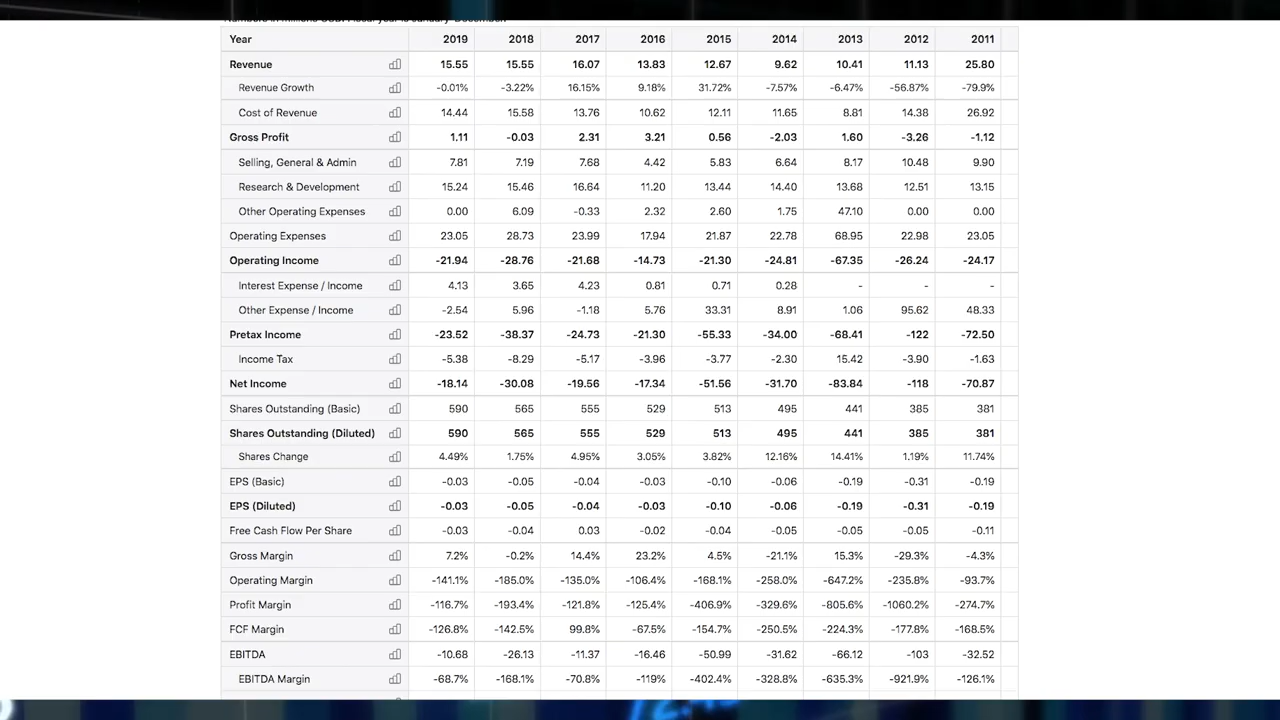 Numbers in millions USD. Fiscal year is January-December.
Year 2019 2018 2017 2016 2015 2014 2013 2012 2011
Revenue 15.55 15.55 16.07 13.83 12.67 9.62 10.41 11.13 25.80
Revenue Growth -0.01% -3.22% 16.15% 9.18% 31.72% -7.57% -6.47% -56.87% -79.9%
Cost of Revenue 14.44 15.58 13.76 10.62 12.11 11.65 8.81 14.38 26.92
Gross Profit 1.11 -0.03 2.31 3.21 0.56 -2.03 1.60 -3.26 -1.12
Selling, General & Admin 7.81 7.19 7.68 4.42 5.83 6.64 8.17 10.48 9.90
Research & Development 15.24 15.46 16.64 11.20 13.44 14.40 13.68 12.51 13.15
Other Operating Expenses 0.00 6.09 -0.33 2.32 2.60 1.75 47.10 0.00 0.00
Operating Expenses 23.05 28.73 23.99 17.94 21.87 22.78 68.95 22.98 23.05
Operating Income -21.94 -28.76 -21.68 -14.73 -21.30 -24.81 -67.35 -26.24 -24.17
Interest Expense / Income 4.13 3.65 4.23 0.81 0.71 0.28 - - -
Other Expense / Income -2.54 5.96 -1.18 5.76 33.31 8.91 1.06 95.62 48.33
Pretax Income -23.52 -38.37 -24.73 -21.30 -55.33 -34.00 -68.41 -122 -72.50
Income Tax -5.38 -8.29 -5.17 -3.96 -3.77 -2.30 15.42 -3.90 -1.63
Net Income -18.14 -30.08 -19.56 -17.34 -51.56 -31.70 -83.84 -118 -70.87
Shares Outstanding (Basic) 590 565 555 529 513 495 441 385 381
Shares Outstanding (Diluted) 590 565 555 529 513 495 441 385 381
Shares Change 4.49% 1.75% 4.95% 3.05% 3.82% 12.16% 14.41% 1.19% 11.74%
EPS (Basic) -0.03 -0.05 -0.04 -0.03 -0.10 -0.06 -0.19 -0.31 -0.19
EPS (Diluted) -0.03 -0.05 -0.04 -0.03 -0.10 -0.06 -0.19 -0.31 -0.19
Free Cash Flow Per Share -0.03 -0.04 0.03 -0.02 -0.04 -0.05 -0.05 -0.05 -0.11
Gross Margin 7.2% -0.2% 14.4% 23.2% 4.5% -21.1% 15.3% -29.3% -4.3%
Operating Margin -141.1% -185.0% -135.0% -106.4% -168.1% -258.0% -647.2% -235.8% -93.7%
Profit Margin -116.7% -193.4% -121.8% -125.4% -406.9% -329.6% -805.6% -1060.2% -274.7%
FCF Margin -126.8% -142.5% 99.8% -67.5% -154.7% -250.5% -224.3% -177.8% -168.5%
EBITDA -10.68 -26.13 -11.37 -16.46 -50.99 -31.62 -66.12 -103 -32.52
EBITDA Margin -68.7% -168.1% -70.8% -119% -402.4% -328.8% -635.3% -921.9% -126.1%